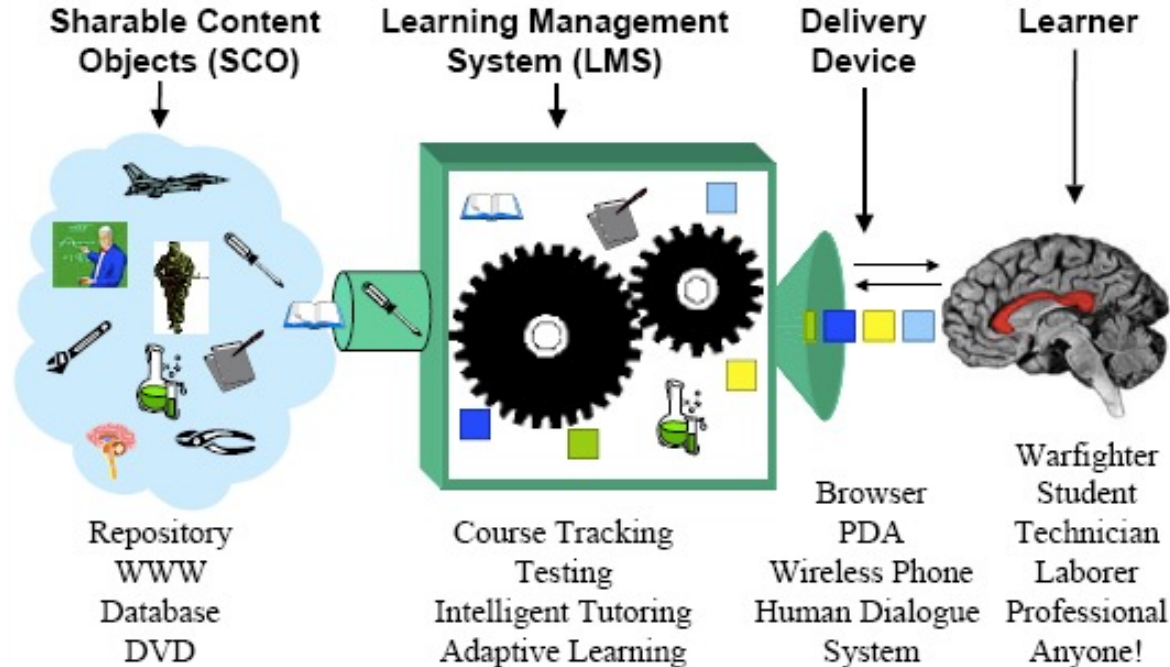 Sharable Content
Objects (SCO)
Learning Management
System (LMS)
Delivery
Device
Learner
Repository
WWW
Database
DVD
Course Tracking
Testing
Intelligent Tutoring
Adaptive Learning
Browser
PDA
Wireless Phone
Human Dialogue
System
Warfighter
Student
Technician
Laborer
Professional
Anyone!